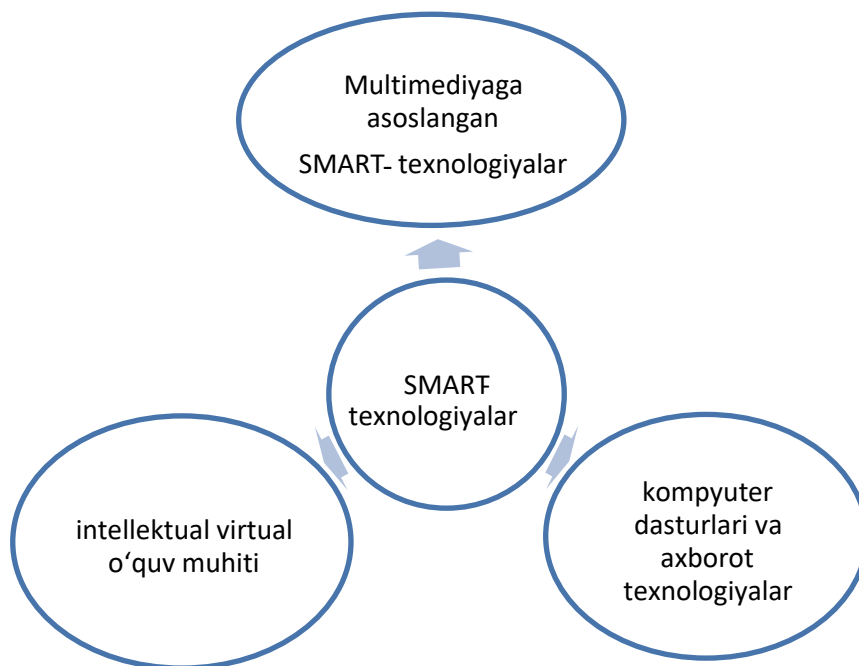 Multimediyaga
asoslangan
SMART- texnologiyalar
SMART-
texnologiyalar
intellektual virtual
o‘quv muhiti
kompyuter
dasturlari va
axborot
texnologiyalar